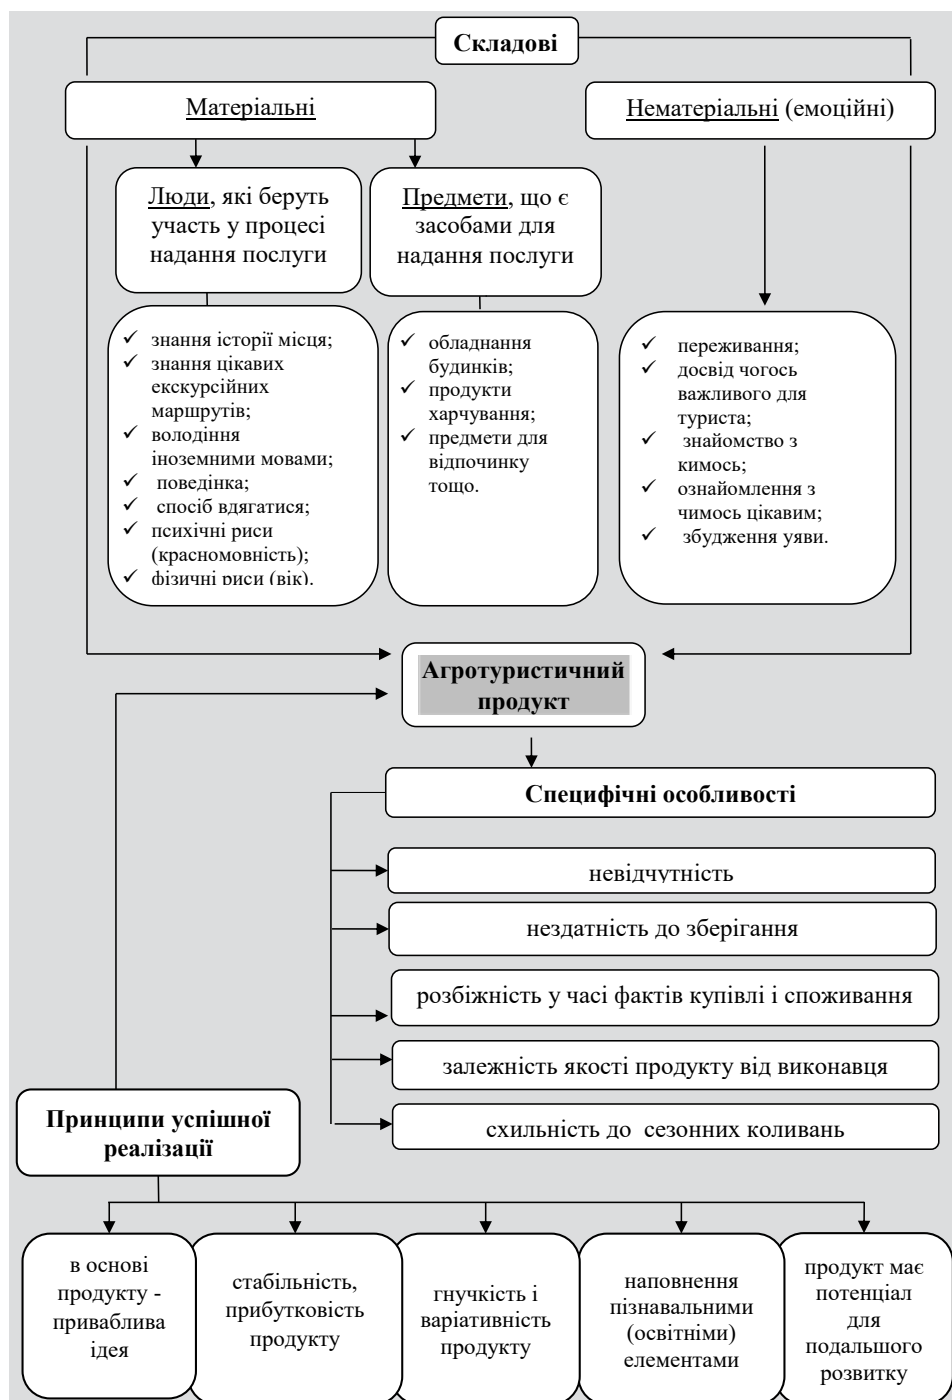 Складові
Матеріальні
Нематеріальні (емоційні)
Люди, які беруть
участь у процесі
надання послуги
Предмети, що є
засобами для
надання послуги
✓ знання історії місця;
✓ знання цікавих
екскурсійних
маршрутів;
✓ володіння
іноземними мовами;
✓ поведінка;
✓ спосіб вдягатися;
✓ психічні риси
(красномовність);
✓ фізичні риси (вік).
✓ обладнання
будинків;
✓ продукти
харчування;
✓ предмети для
відпочинку
тощо.
✓ переживання;
✓ досвід чогось
важливого для
туриста;
✓ знайомство з
кимось;
✓ ознайомлення з
чимось цікавим;
✓ збудження уяви.
Агротуристичний
продукт
Специфічні особливості
невідчутність
нездатність до зберігання
розбіжність у часі фактів купівлі і споживання
залежність якості продукту від виконавця
схильність до сезонних коливань
Принципи успішної
реалізації
в основі
продукту -
приваблива
ідея
стабільність,
прибутковість
продукту
гнучкість і
варіативність
продукту
наповнення
пізнавальними
(освітніми)
елементами
продукт має
потенціал
для
подальшого
розвитку